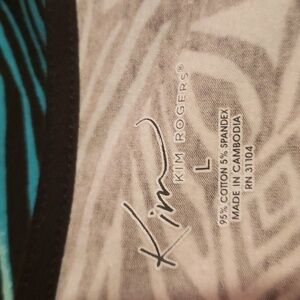 Kim
KIM ROGERS®
L
95% COTTON 5% SPANDEX
MADE IN CAMBODIA
RN 31104